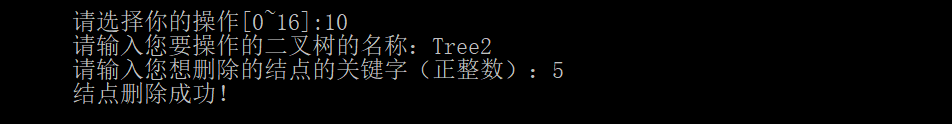 请选择你的操作[0~16]:10
请输入您要操作的二叉树的名称：Tree2
请输入您想删除的结点的关键字（正整数）：5
结点删除成功！